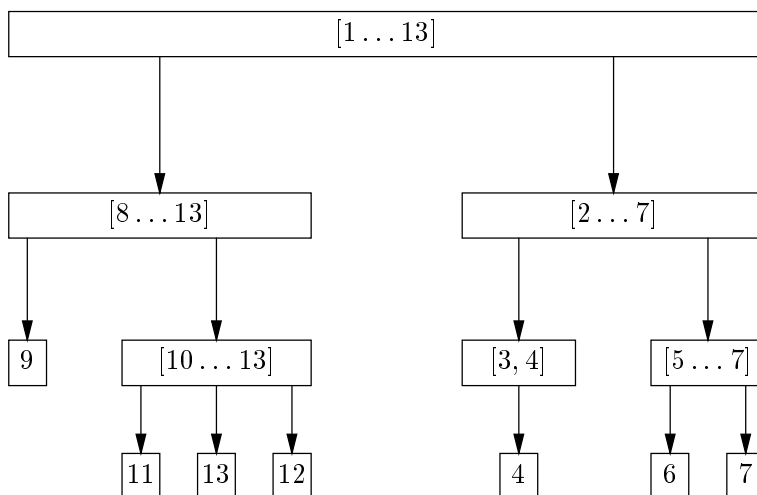 [1 … 13]
[8 … 13]
[2 … 7]
9
[10 … 13]
[3, 4]
[5 … 7]
11
13
12
4
6
7